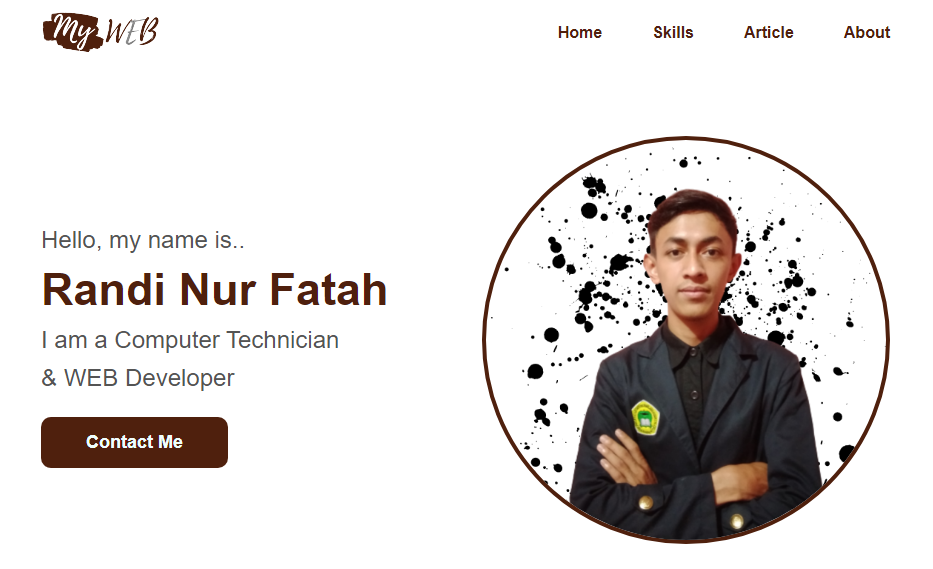 My WEB
Home Skills Article About
Hello, my name is..
Randi Nur Fatah
I am a Computer Technician
& WEB Developer
Contact Me